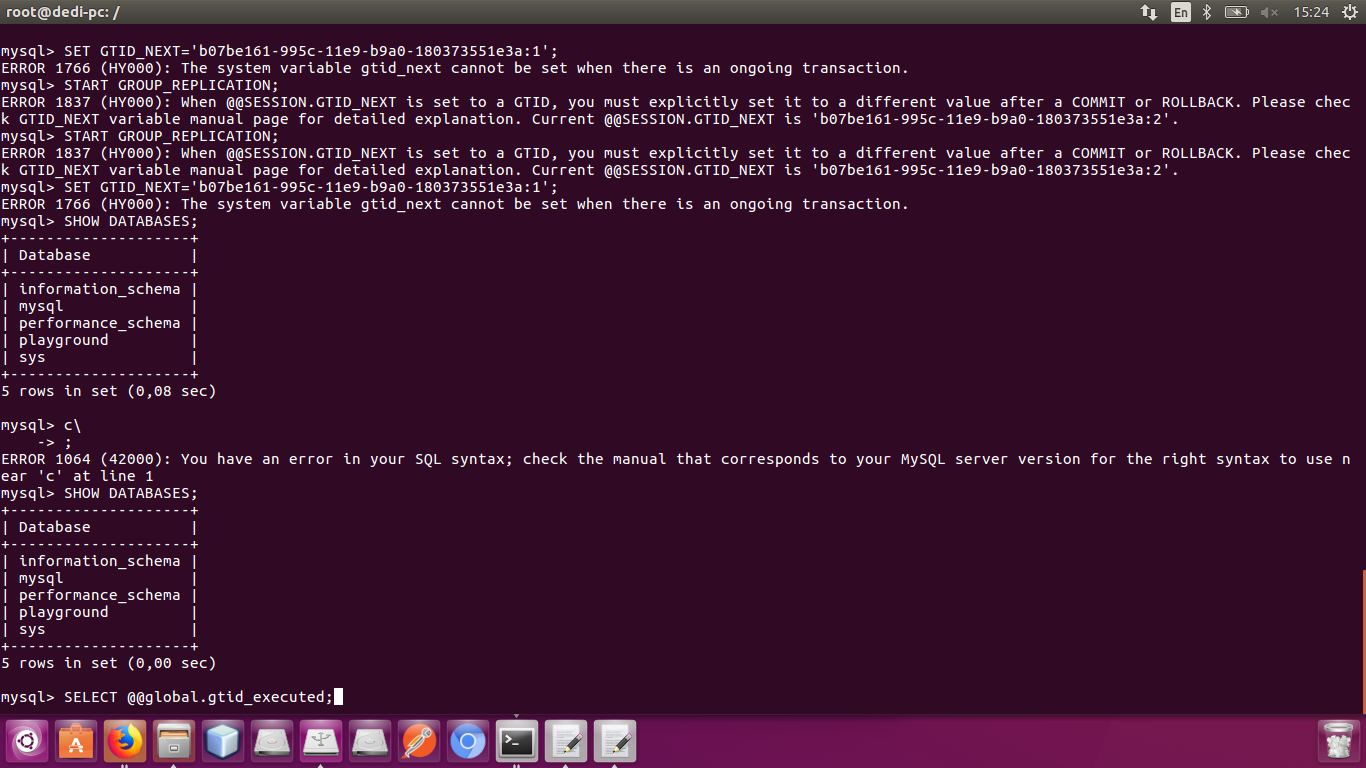 root@dedi-pc: /
En
15:24
mysql> SET GTID_NEXT='b07be161-995c-11e9-b9a0-180373551e3a:1';
ERROR 1766 (HY000): The system variable gtid_next cannot be set when there is an ongoing transaction.
mysql> START GROUP_REPLICATION;
ERROR 1837 (HY000): When @@SESSION.GTID_NEXT is set to a GTID, you must explicitly set it to a different value after a COMMIT or ROLLBACK. Please chec
k GTID_NEXT variable manual page for detailed explanation. Current @@SESSION.GTID_NEXT is 'b07be161-995c-11e9-b9a0-180373551e3a:2'.
mysql> START GROUP_REPLICATION;
ERROR 1837 (HY000): When @@SESSION.GTID_NEXT is set to a GTID, you must explicitly set it to a different value after a COMMIT or ROLLBACK. Please chec
k GTID_NEXT variable manual page for detailed explanation. Current @@SESSION.GTID_NEXT is 'b07be161-995c-11e9-b9a0-180373551e3a:2'.
mysql> SET GTID_NEXT='b07be161-995c-11e9-b9a0-180373551e3a:1';
ERROR 1766 (HY000): The system variable gtid_next cannot be set when there is an ongoing transaction.
mysql> SHOW DATABASES;
+--------------------+
| Database           |
+--------------------+
| information_schema |
| mysql              |
| performance_schema |
| playground         |
| sys                |
+--------------------+
5 rows in set (0,08 sec)
mysql> c\
    -> ;
ERROR 1064 (42000): You have an error in your SQL syntax; check the manual that corresponds to your MySQL server version for the right syntax to use n
ear 'c' at line 1
mysql> SHOW DATABASES;
+--------------------+
| Database           |
+--------------------+
| information_schema |
| mysql              |
| performance_schema |
| playground         |
| sys                |
+--------------------+
5 rows in set (0,00 sec)
mysql> SELECT @@global.gtid_executed;